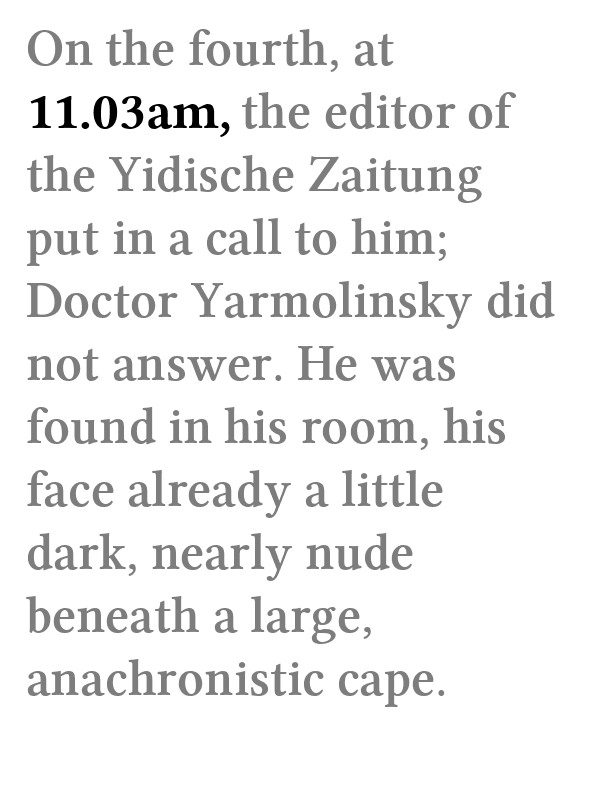 On the fourth, at
11.03am, the editor of
the Yidische Zaitung
put in a call to him;
Doctor Yarmolinsky did
not answer. He was
found in his room, his
face already a little
dark, nearly nude
beneath a large,
anachronistic cape.